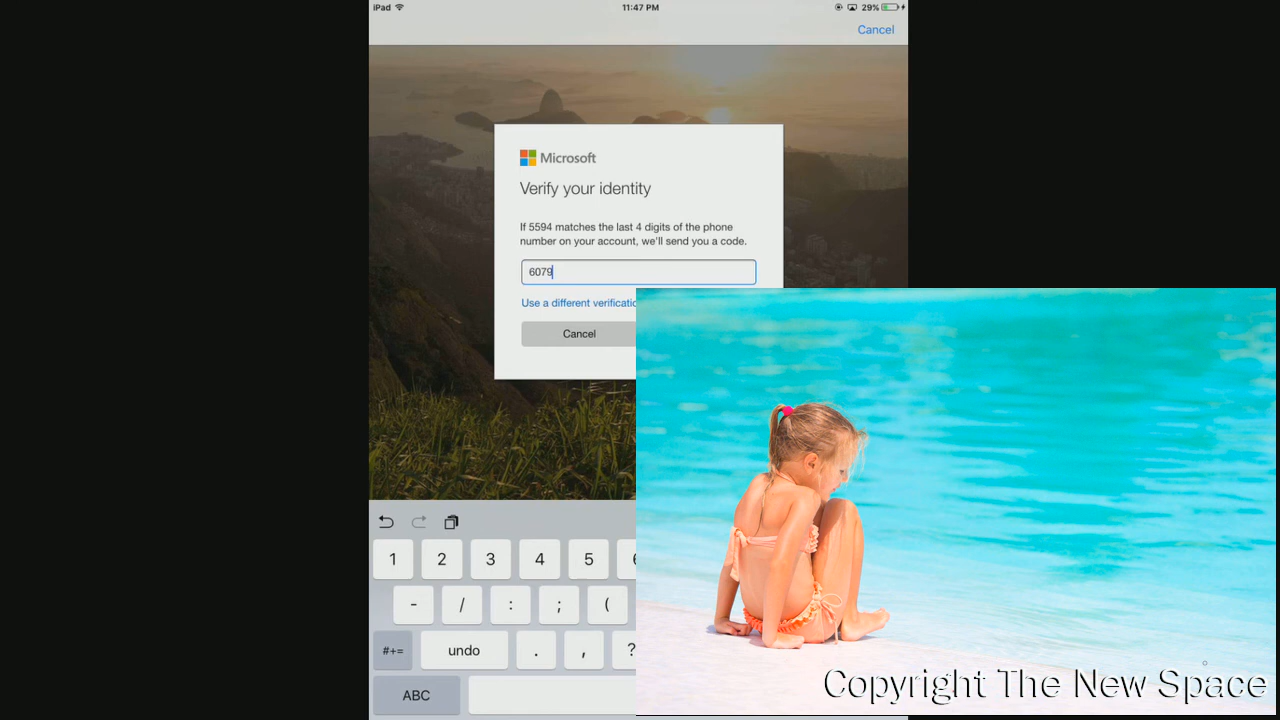 iPad
11:47 PM
29%
Cancel
Microsoft
Verify your identity
If 5594 matches the last 4 digits of the phone
number on your account, we'll send you a code.
6079
Use a different
Cancel
1 2 3 4 5
- / : ; (
#+= undo . , ?
ABC
Copyright The New Space